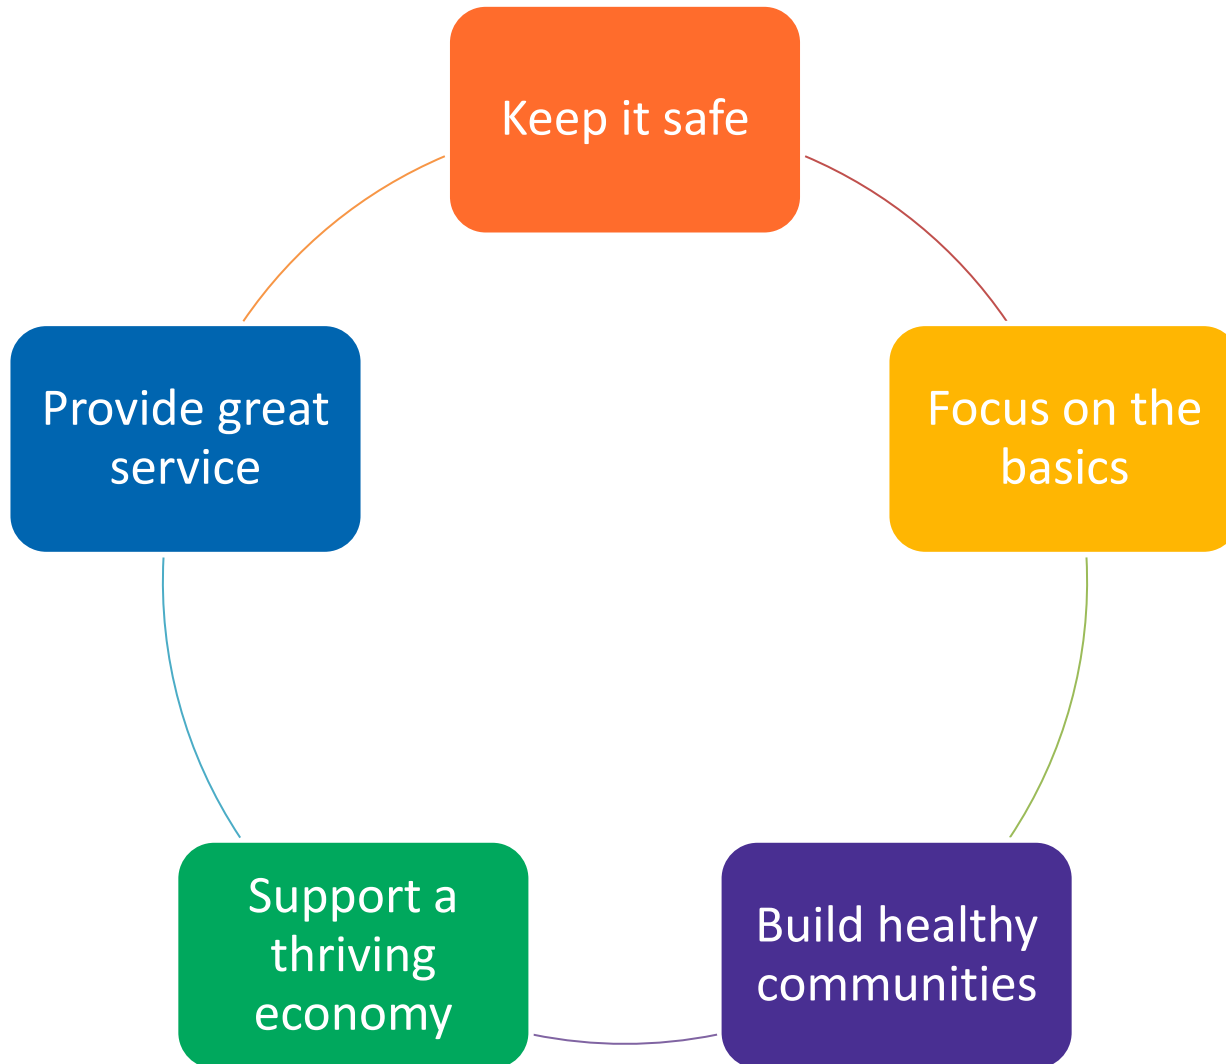 Keep it safe
Provide great
service
Focus on the
basics
Support a
thriving
economy
Build healthy
communities